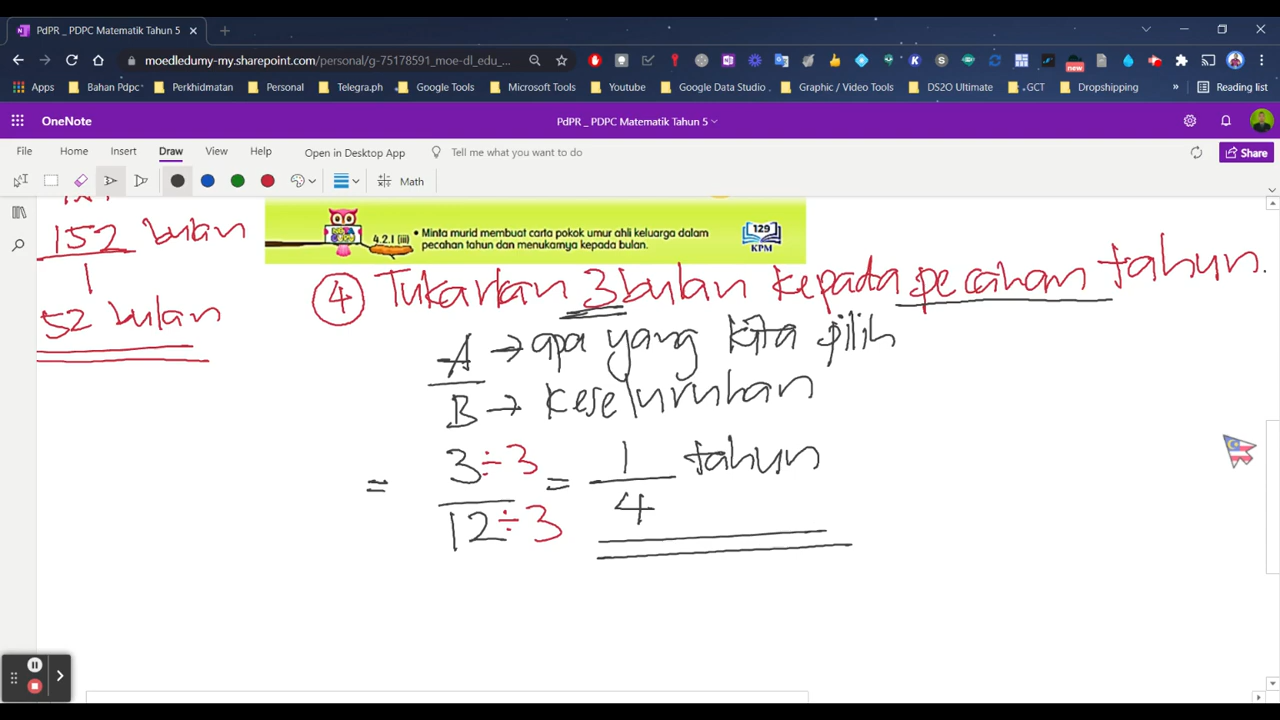 PdPR _ PDPC Matematik Tahun 5
moedledumy-my.sharepoint.com/personal/g-75178591_moe-dl_edu_...
Apps Bahan Pdpc Perkhidmatan Personal Telegra.ph Google Tools Microsoft Tools Youtube Google Data Studio Graphic / Video Tools DS2O Ultimate GCT Dropshipping » Reading list
OneNote
PdPR _ PDPC Matematik Tahun 5
File Home Insert Draw View Help Open in Desktop App Tell me what you want to do Share
Math
152 bulan
1
52 bulan
4.2.1 (iii)
• Minta murid membuat carta pokok umur ahli keluarga dalam
pecahan tahun dan menukarnya kepada bulan.
129
KPM
4 Tukarkan 3 bulan kepada pecahan tahun.
A → apa yang kita pilih
B → keseluruhan
= 3 ÷ 3 = 1 tahun
12 ÷ 3 4